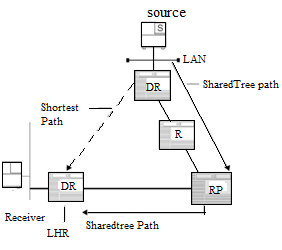 source
S
LAN
DR
SharedTree path
Shortest
Path
R
DR
RP
Receiver
LHR
Sharedtree Path